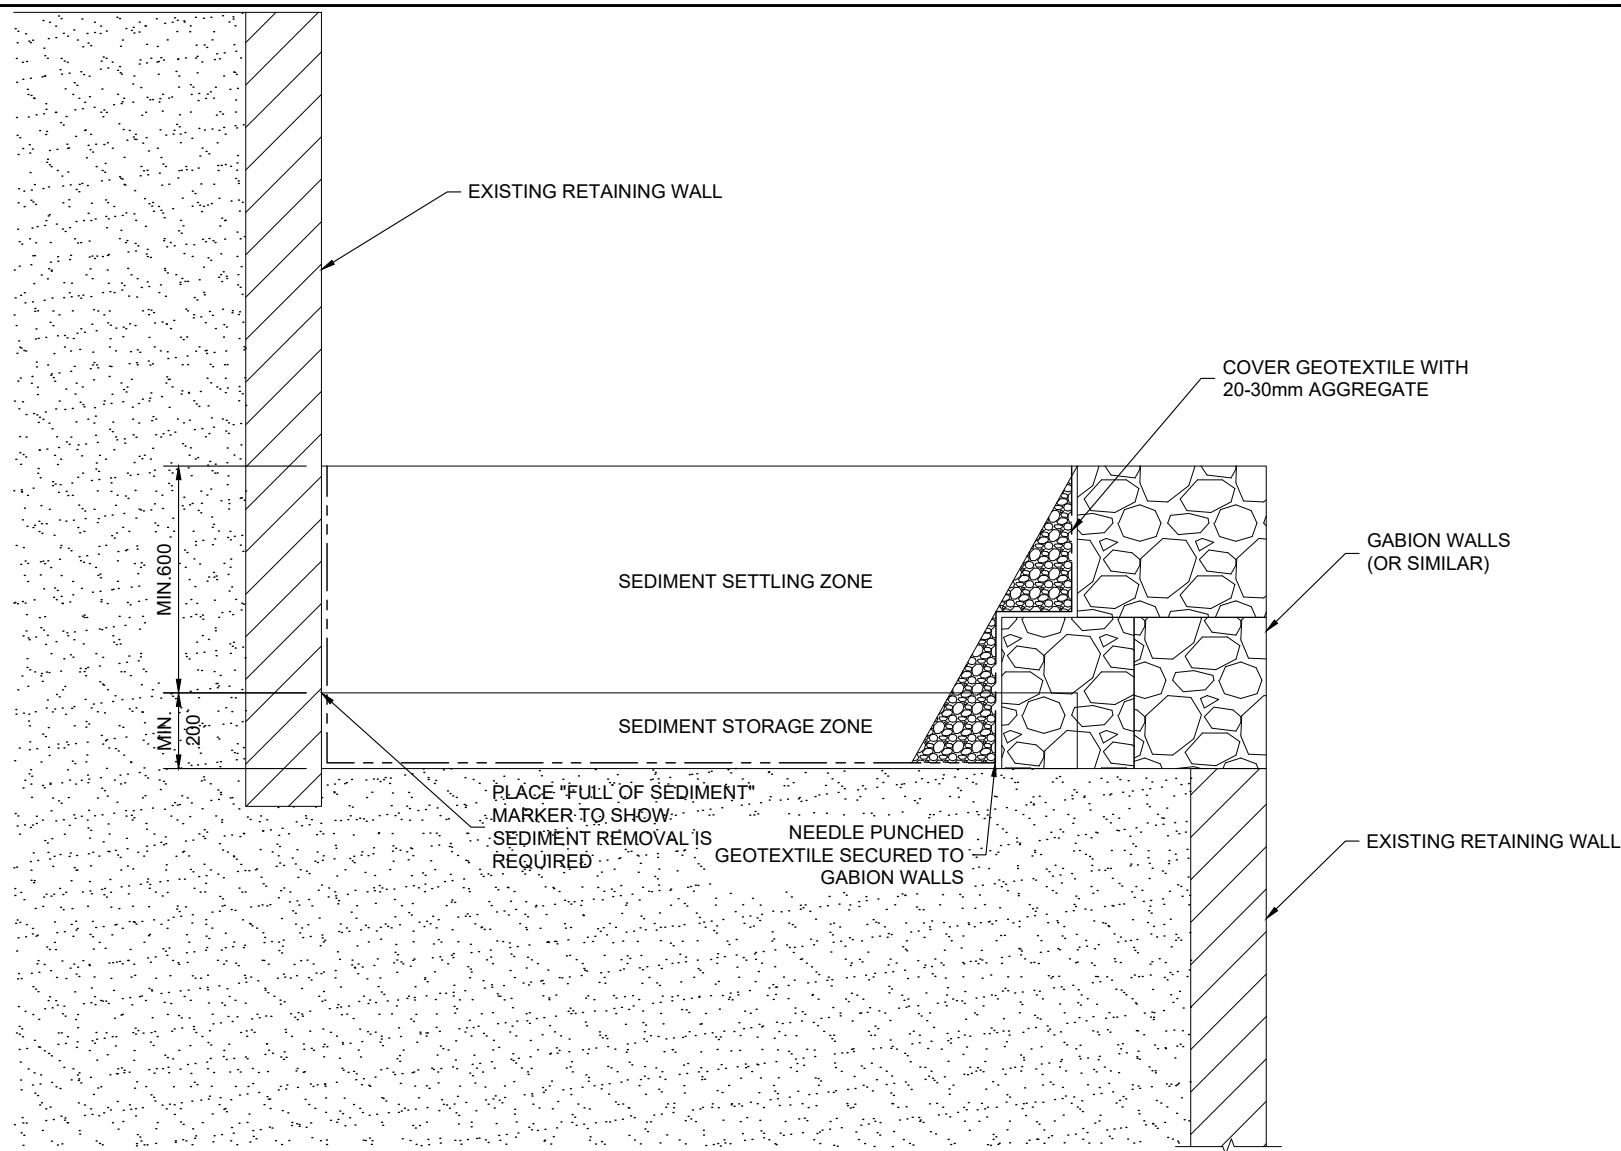 EXISTING RETAINING WALL
COVER GEOTEXTILE WITH
20-30mm AGGREGATE
GABION WALLS
(OR SIMILAR)
MIN.600
SEDIMENT SETTLING ZONE
MIN.
200
SEDIMENT STORAGE ZONE
PLACE "FULL OF SEDIMENT"
MARKER TO SHOW
SEDIMENT REMOVAL IS
REQUIRED
NEEDLE PUNCHED
GEOTEXTILE SECURED TO
GABION WALLS
EXISTING RETAINING WALL